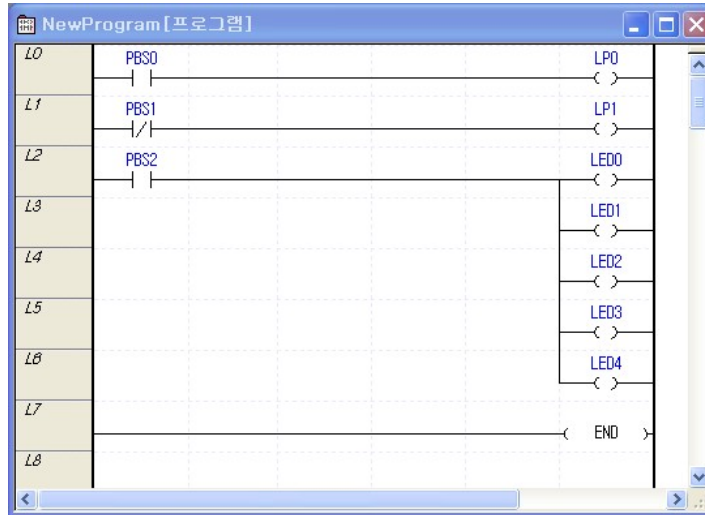 NewProgram[프로그램]
L0 PBS0 LP0
L1 PBS1 LP1
L2 PBS2 LED0
L3 LED1
L4 LED2
L5 LED3
L6 LED4
L7 END
L8